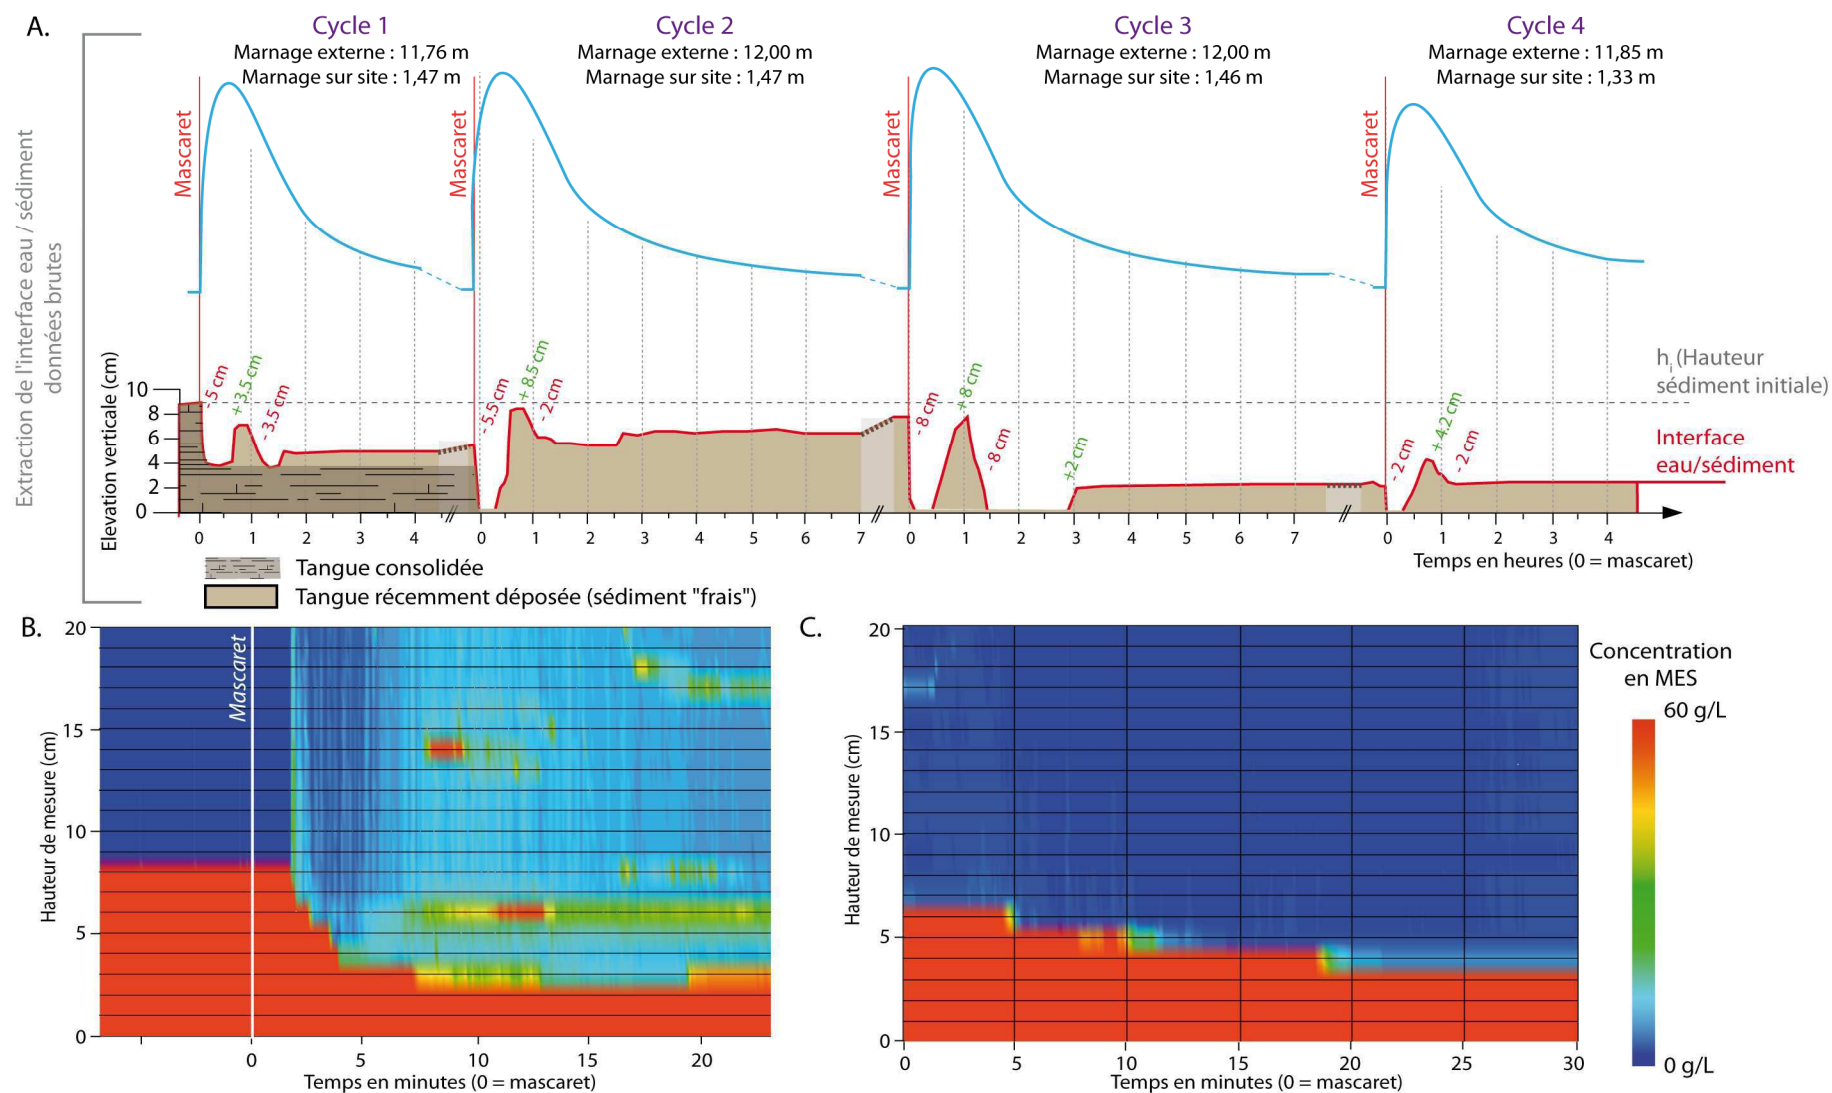 A.
Cycle 1
Marnage externe : 11,76 m
Marnage sur site : 1,47 m
Cycle 2
Marnage externe : 12,00 m
Marnage sur site : 1,47 m
Cycle 3
Marnage externe : 12,00 m
Marnage sur site : 1,46 m
Cycle 4
Marnage externe : 11,85 m
Marnage sur site : 1,33 m
Extraction de l'interface eau / sédiment
données brutes
Mascaret
Mascaret
Mascaret
Mascaret
Elevation verticale (cm)
10
8
6
4
2
0
- 5 cm
+ 3.5 cm
- 3.5 cm
- 5.5 cm
+ 8.5 cm
- 2 cm
- 8 cm
+ 8 cm
- 8 cm
+2 cm
- 2 cm
+ 4.2 cm
- 2 cm
hi (Hauteur
sédiment initiale)
Interface
eau/sédiment
0 1 2 3 4 0 1 2 3 4 5 6 7 0 1 2 3 4 5 6 7 0 1 2 3 4
Temps en heures (0 = mascaret)
Tangue consolidée
Tangue récemment déposée (sédiment "frais")
B.
Mascaret
Hauteur de mesure (cm)
20
15
10
5
0
0 5 10 15 20
Temps en minutes (0 = mascaret)
C.
Hauteur de mesure (cm)
20
15
10
5
0
0 5 10 15 20 25 30
Temps en minutes (0 = mascaret)
Concentration
en MES
60 g/L
0 g/L